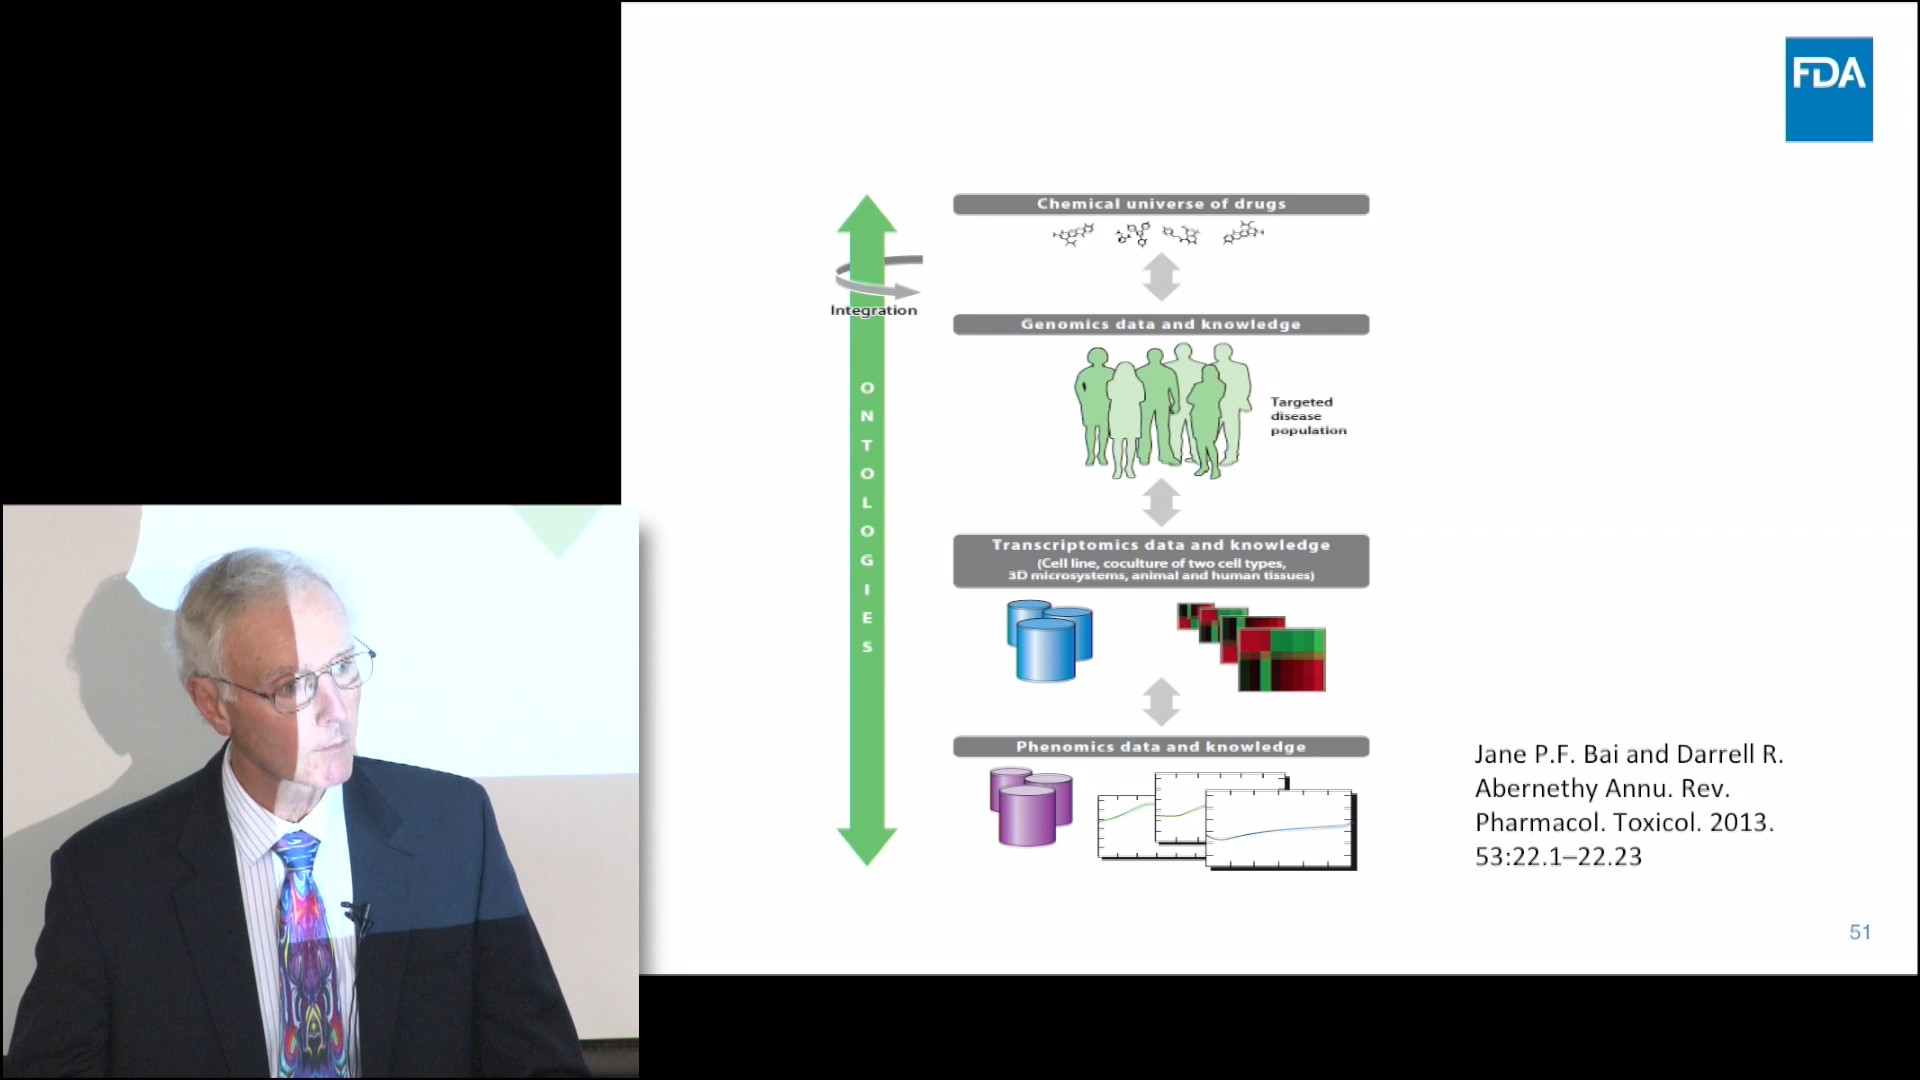 FDA
Chemical universe of drugs
Integration
Genomics data and knowledge
ONTOLOGIES
Targeted
disease
population
Transcriptomics data and knowledge
(Cell line, coculture of two cell types,
3D microsystems, animal and human tissues)
Phenomics data and knowledge
Jane P.F. Bai and Darrell R.
Abernethy Annu. Rev.
Pharmacol. Toxicol. 2013.
53:22.1–22.23
51